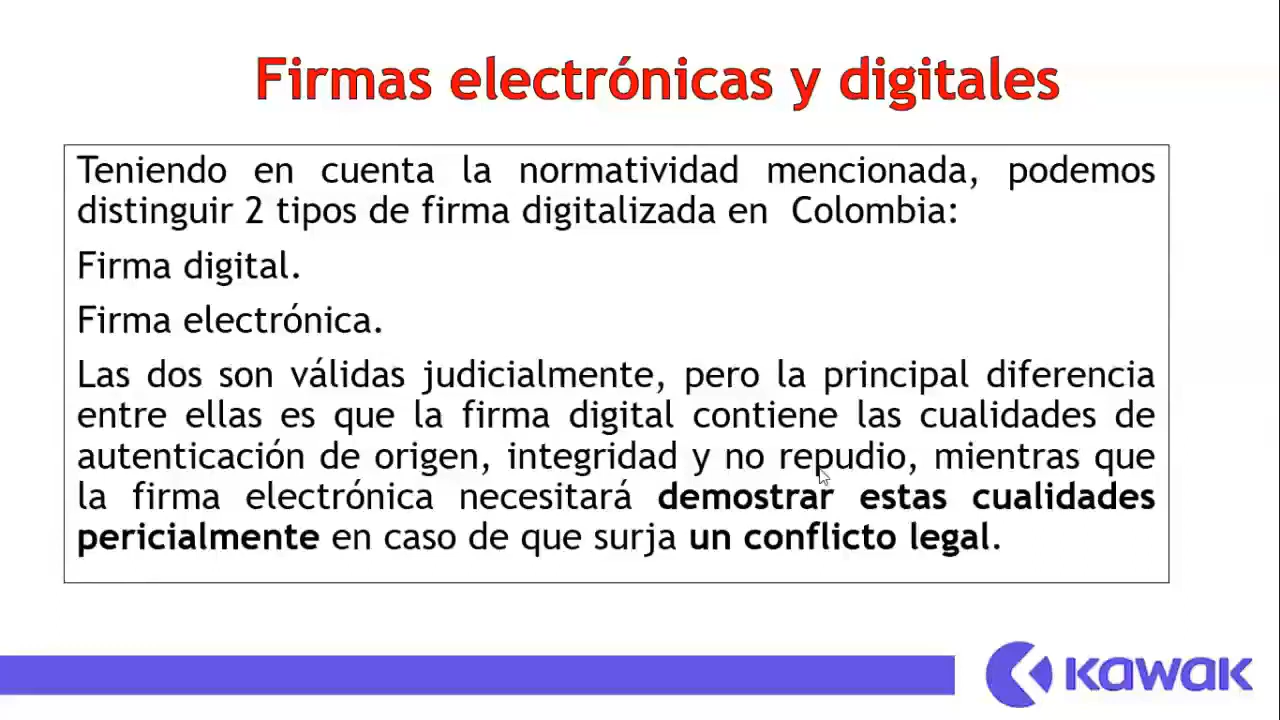 Firmas electrónicas y digitales
Teniendo en cuenta la normatividad mencionada, podemos
distinguir 2 tipos de firma digitalizada en Colombia:
Firma digital.
Firma electrónica.
Las dos son válidas judicialmente, pero la principal diferencia
entre ellas es que la firma digital contiene las cualidades de
autenticación de origen, integridad y no repudio, mientras que
la firma electrónica necesitará demostrar estas cualidades
pericialmente en caso de que surja un conflicto legal.
KAWAK